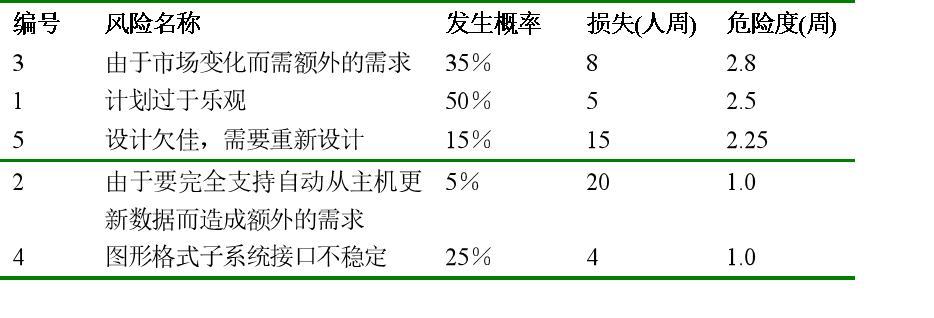 编号 风险名称 发生概率 损失(人周) 危险度(周)
3 由于市场变化而需额外的需求 35% 8 2.8
1 计划过于乐观 50% 5 2.5
5 设计欠佳，需要重新设计 15% 15 2.25
2 由于要完全支持自动从主机更 5% 20 1.0
新数据而造成额外的需求
4 图形格式子系统接口不稳定 25% 4 1.0